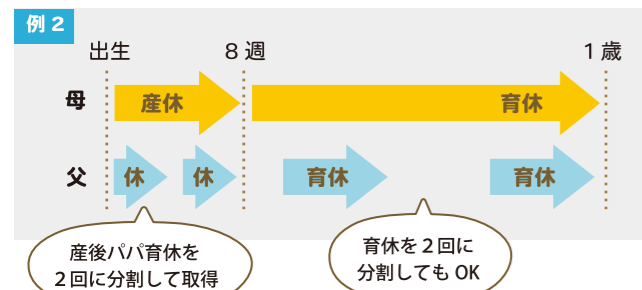 例 2
出生
8 週
1 歳
母
産休
育休
父
休
休
育休
育休
産後パパ育休を
2 回に分割して取得
育休を 2 回に
分割しても OK